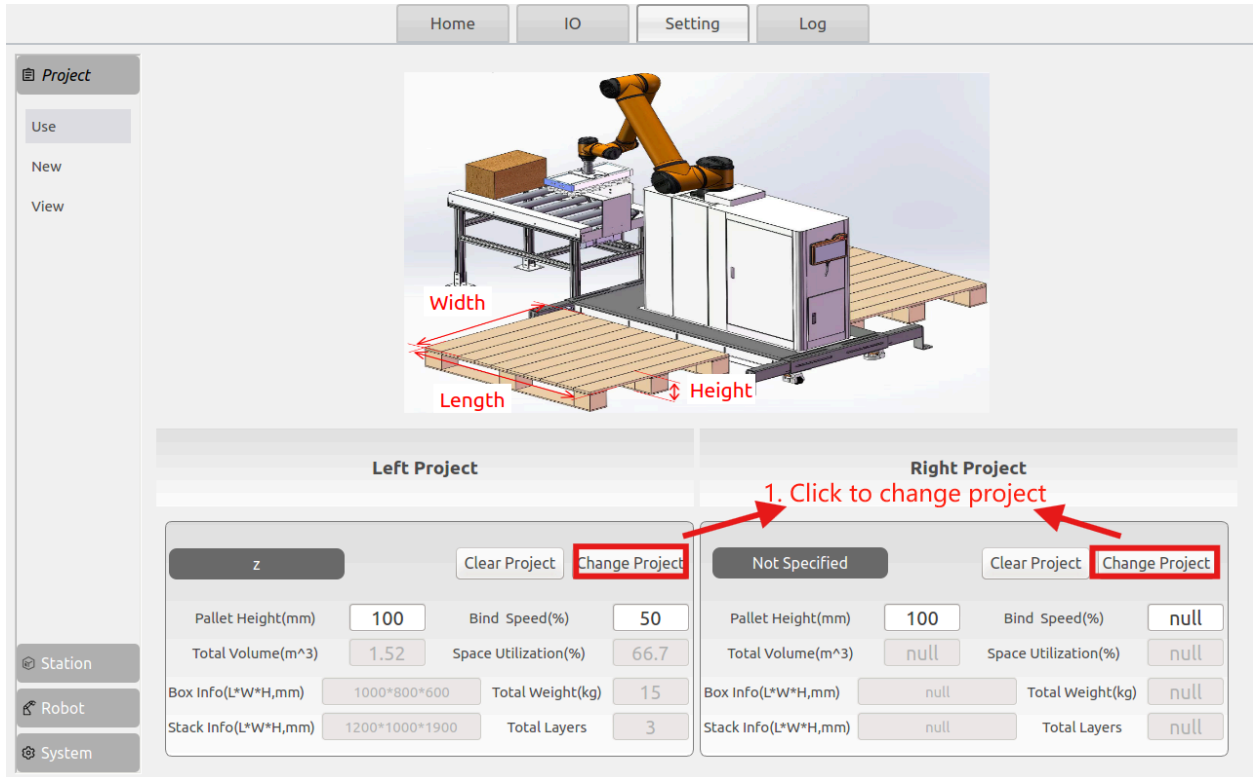 Home IO Setting Log
Project
Use
New
View
Width
Length
Height
Left Project Right Project
1. Click to change project
z Clear Project Change Project Not Specified Clear Project Change Project
Pallet Height(mm) 100 Bind Speed(%) 50 Pallet Height(mm) 100 Bind Speed(%) null
Total Volume(m^3) 1.52 Space Utilization(%) 66.7 Total Volume(m^3) null Space Utilization(%) null
Box Info(L*W*H,mm) 1000*800*600 Total Weight(kg) 15 Box Info(L*W*H,mm) null Total Weight(kg) null
Stack Info(L*W*H,mm) 1200*1000*1900 Total Layers 3 Stack Info(L*W*H,mm) null Total Layers null
Station
Robot
System